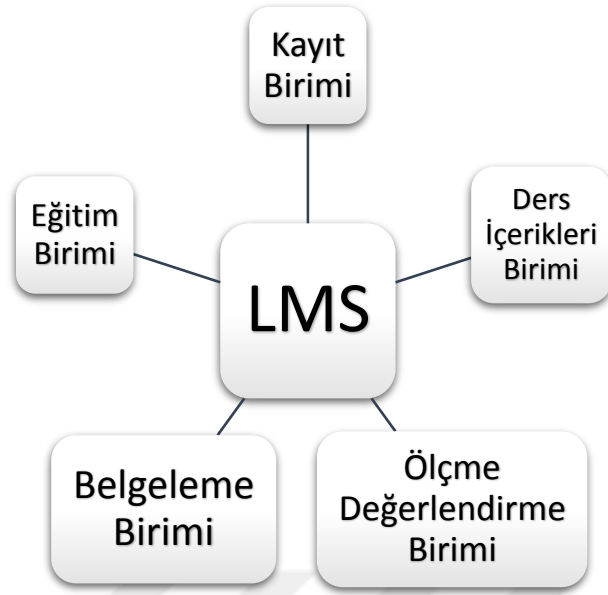 Kayıt
Birimi
Eğitim
Birimi
Ders
İçerikleri
Birimi
LMS
Belgeleme
Birimi
Ölçme
Değerlendirme
Birimi